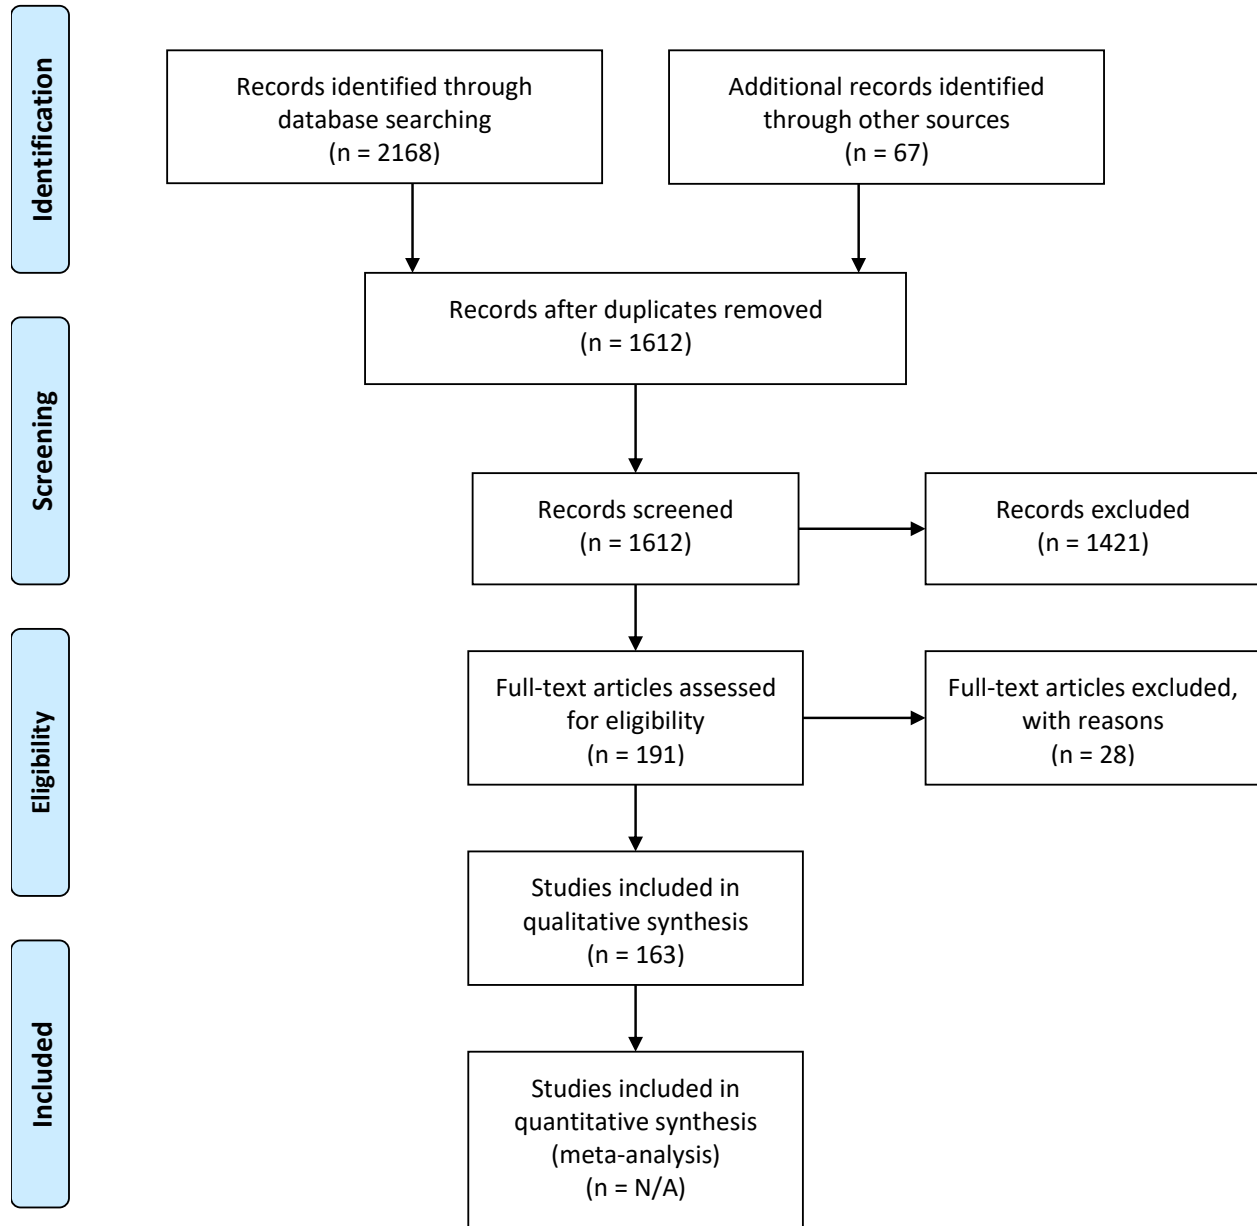 Identification
Records identified through
database searching
(n = 2168)
Additional records identified
through other sources
(n = 67)
Records after duplicates removed
(n = 1612)
Screening
Records screened
(n = 1612)
Records excluded
(n = 1421)
Eligibility
Full-text articles assessed
for eligibility
(n = 191)
Full-text articles excluded,
with reasons
(n = 28)
Studies included in
qualitative synthesis
(n = 163)
Included
Studies included in
quantitative synthesis
(meta-analysis)
(n = N/A)